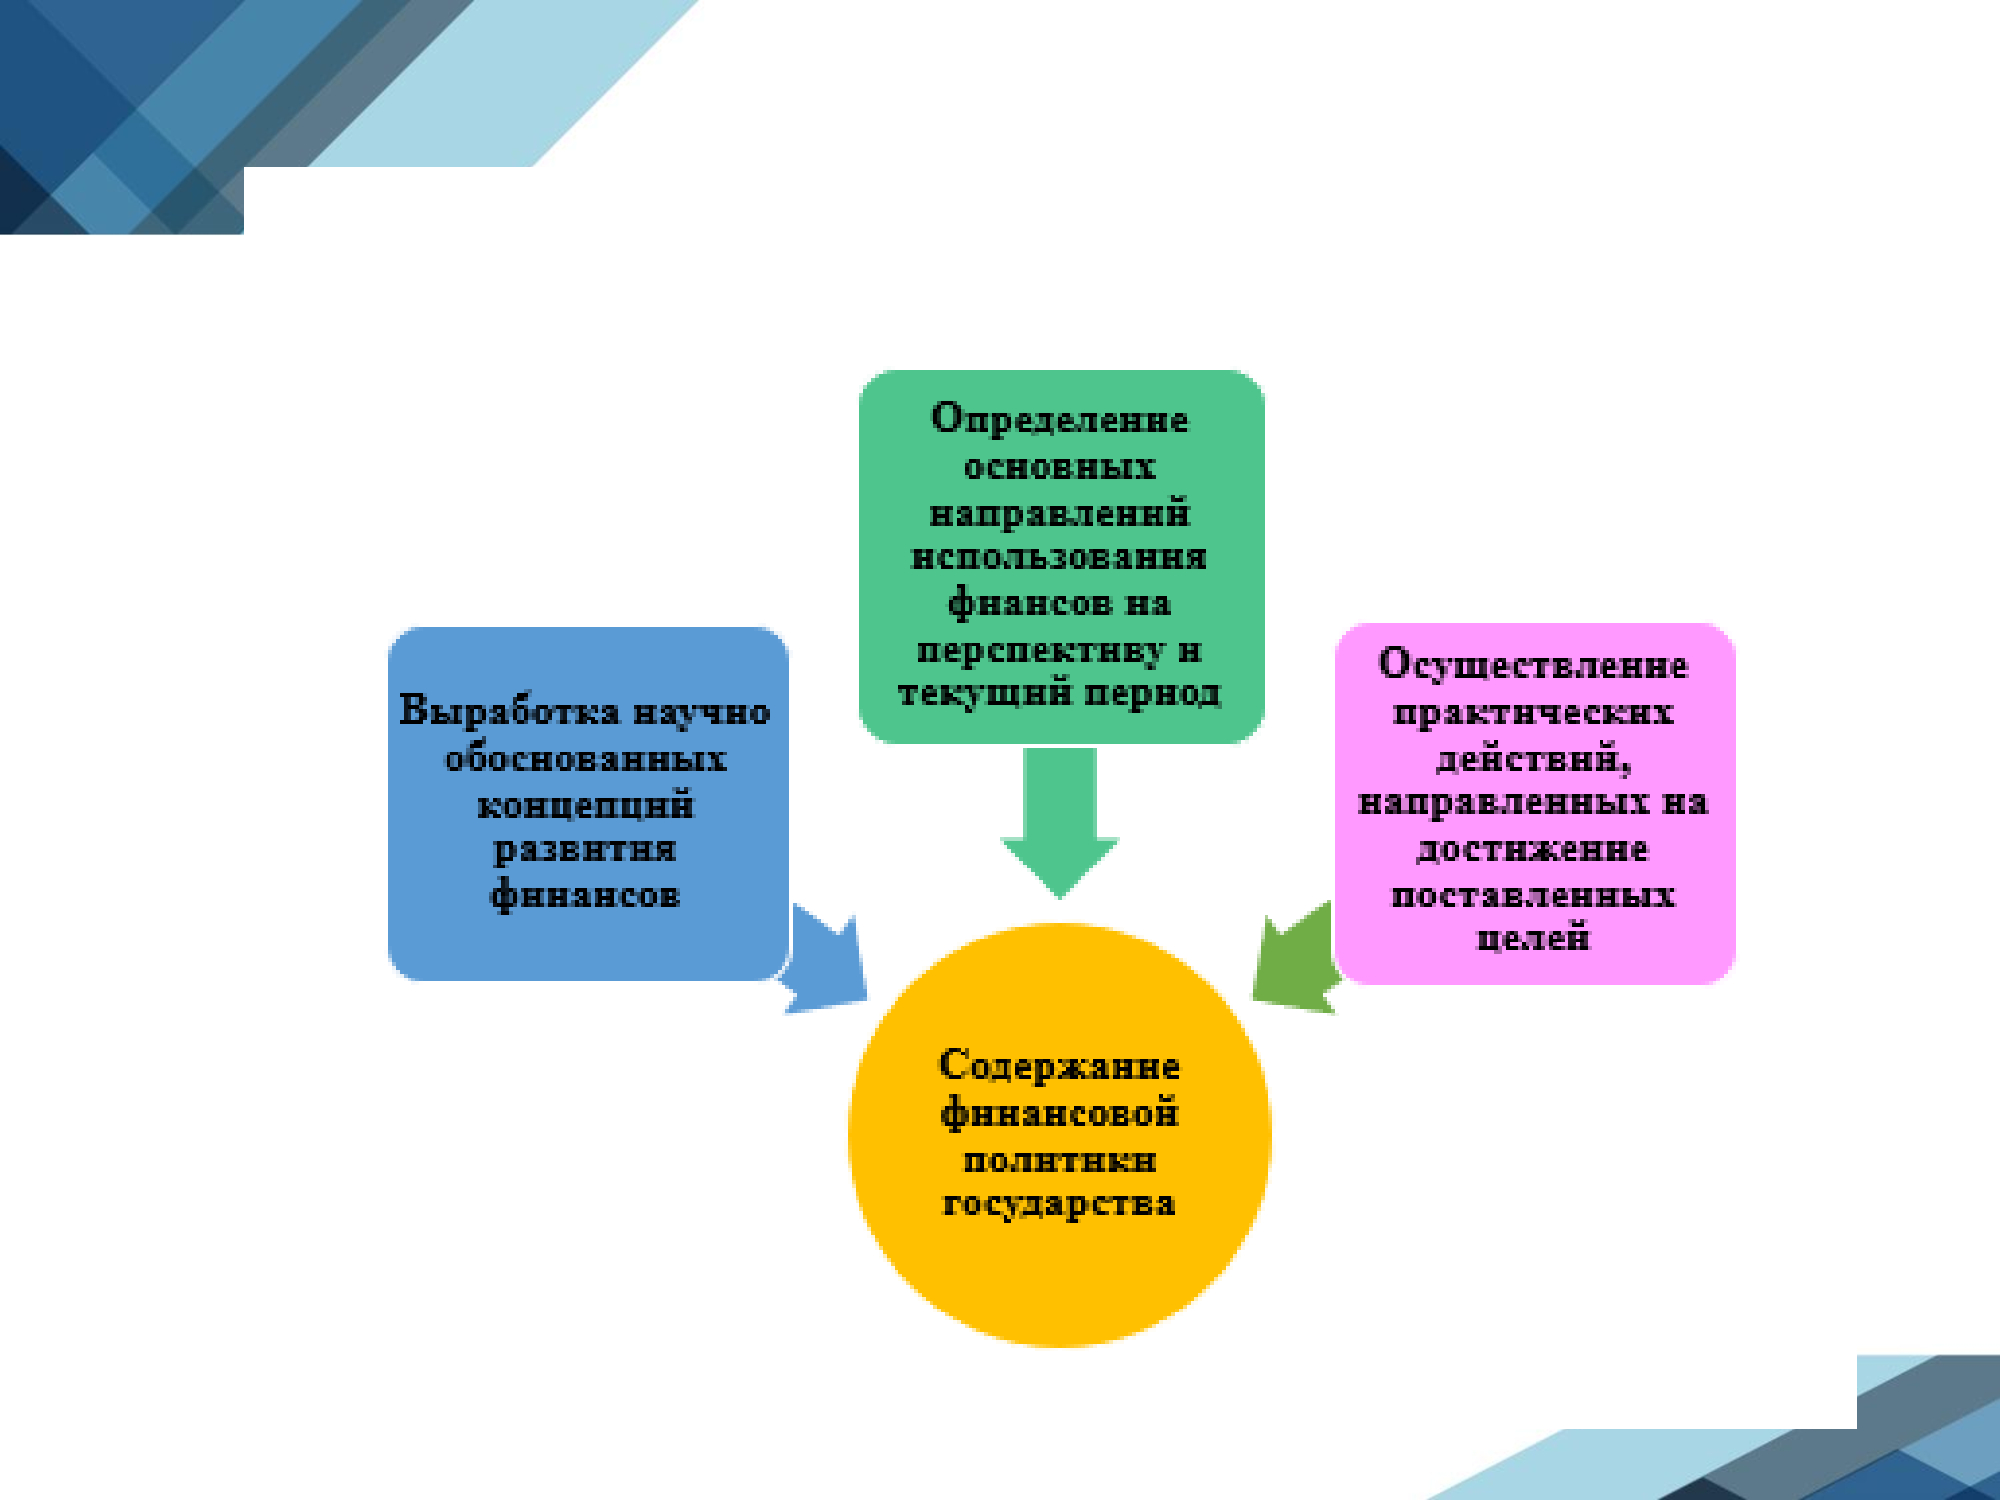 Определение
основных
направлений
использования
фнансов на
перспективу и
текущий период
Выработка научно
обоснованных
концепций
развития
финансов
Осуществление
практических
действий,
направленных на
достижение
поставленных
целей
Содержание
финансовой
политики
государства